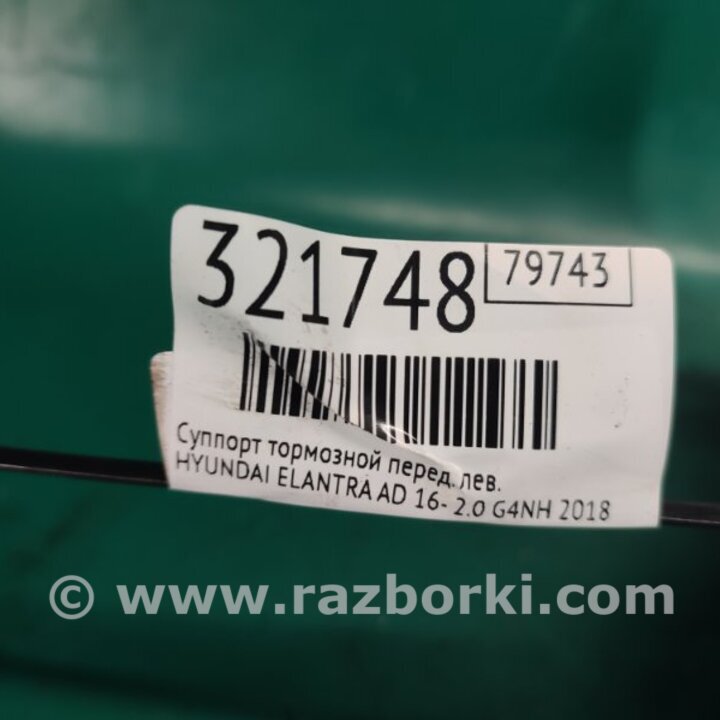 321748 79743
Суппорт тормозной перед. лев.
HYUNDAI ELANTRA AD 16- 2.0 G4NH 2018
© www.razborki.com